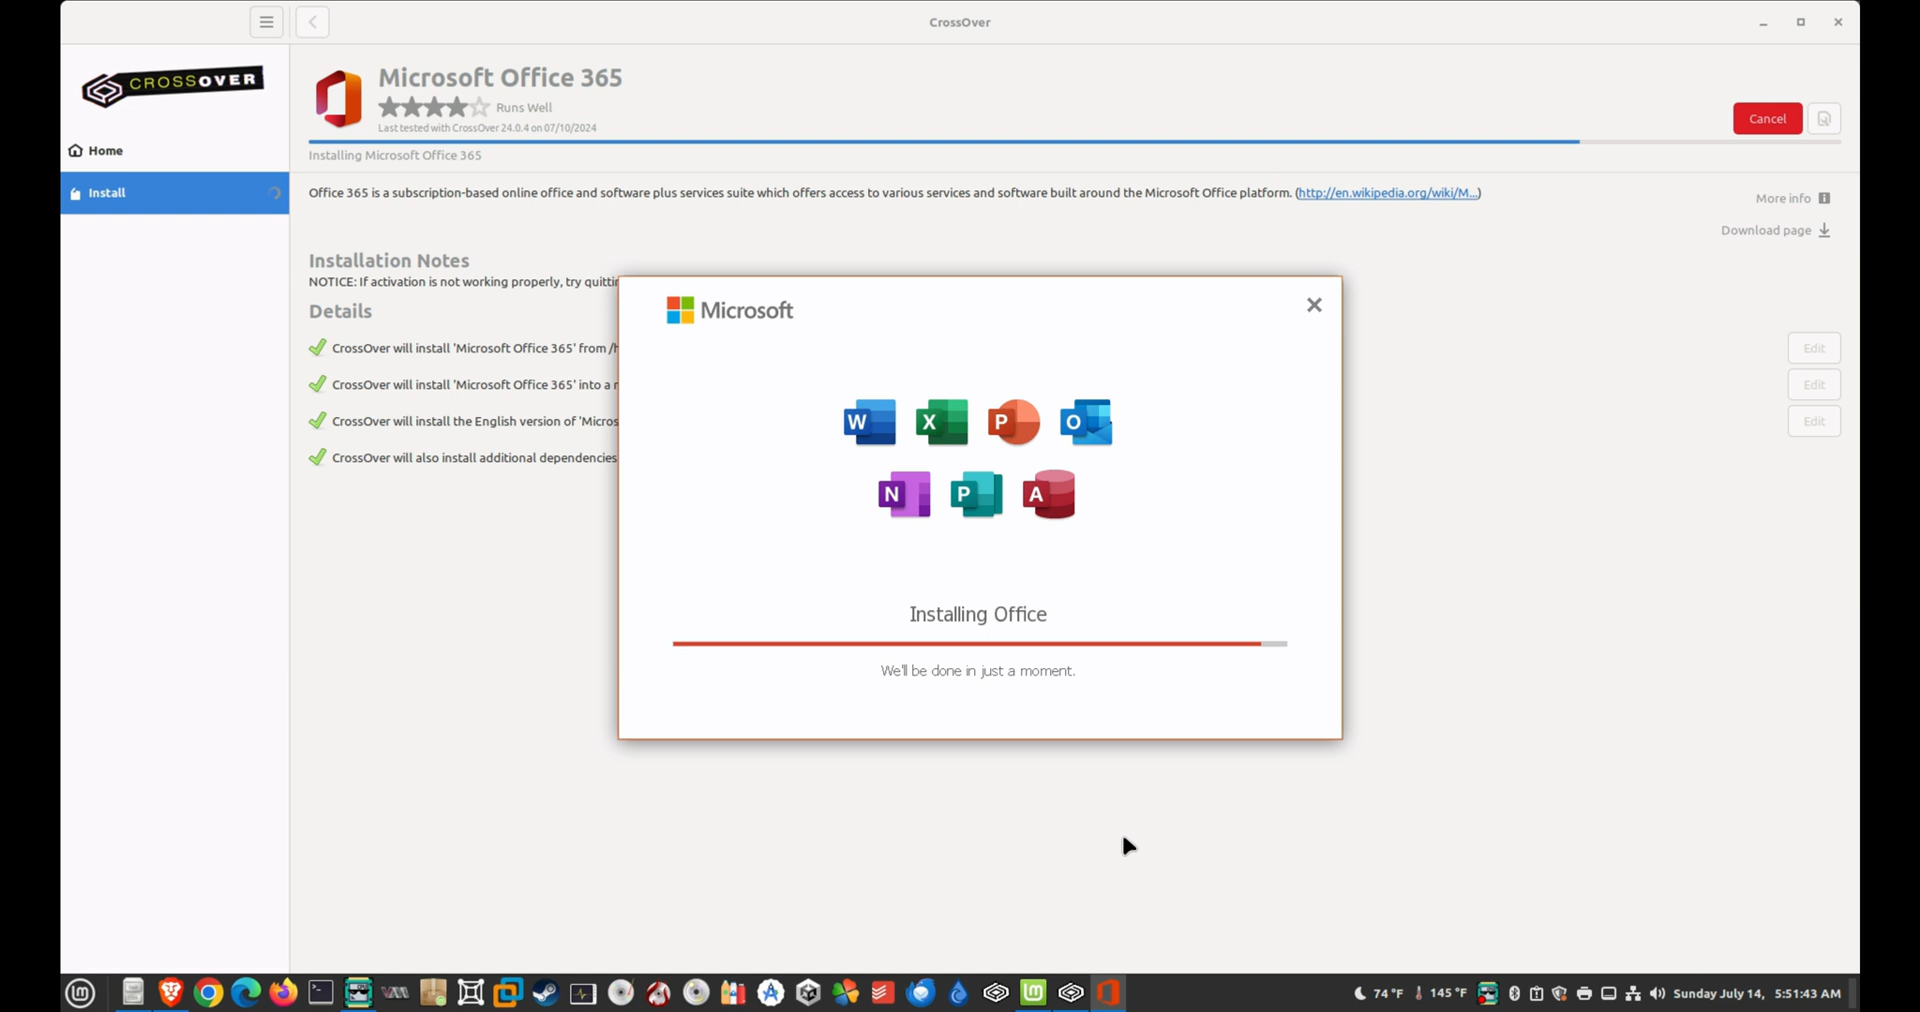 CrossOver
CROSSOVER
Home
Install
Microsoft Office 365
Runs Well
Last tested with CrossOver 24.0.4 on 07/10/2024
Cancel
Installing Microsoft Office 365
Office 365 is a subscription-based online office and software plus services suite which offers access to various services and software built around the Microsoft Office platform. (http://en.wikipedia.org/wiki/M...)
More info
Download page
Installation Notes
NOTICE: If activation is not working properly, try quittin
Details
CrossOver will install 'Microsoft Office 365' from /h
Edit
CrossOver will install 'Microsoft Office 365' into a n
Edit
CrossOver will install the English version of 'Micros
Edit
CrossOver will also install additional dependencies
Microsoft
W X P O
N P A
Installing Office
We'll be done in just a moment.
74 °F 145 °F Sunday July 14, 5:51:43 AM